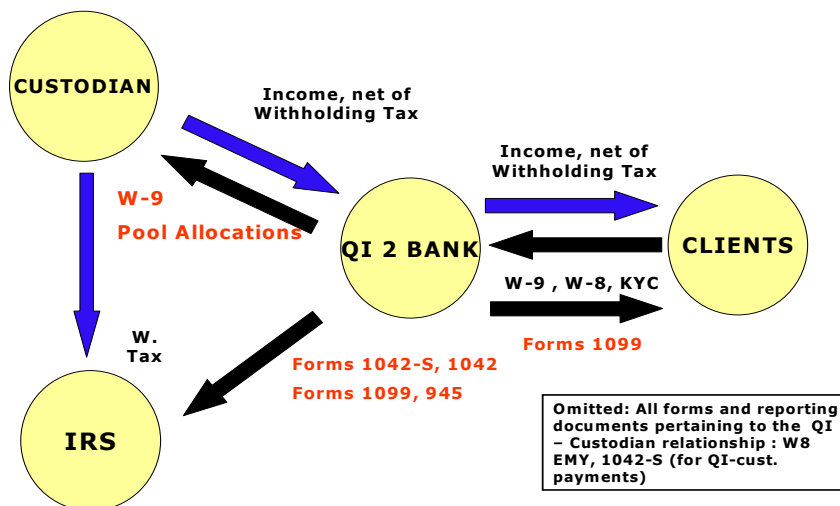 CUSTODIAN
Income, net of
Withholding Tax
Income, net of
Withholding Tax
W-9
Pool Allocations
QI 2 BANK
CLIENTS
W-9 , W-8, KYC
W.
Tax
Forms 1099
Forms 1042-S, 1042
Forms 1099, 945
IRS
Omitted: All forms and reporting
documents pertaining to the QI
– Custodian relationship : W8
EMY, 1042-S (for QI-cust.
payments)